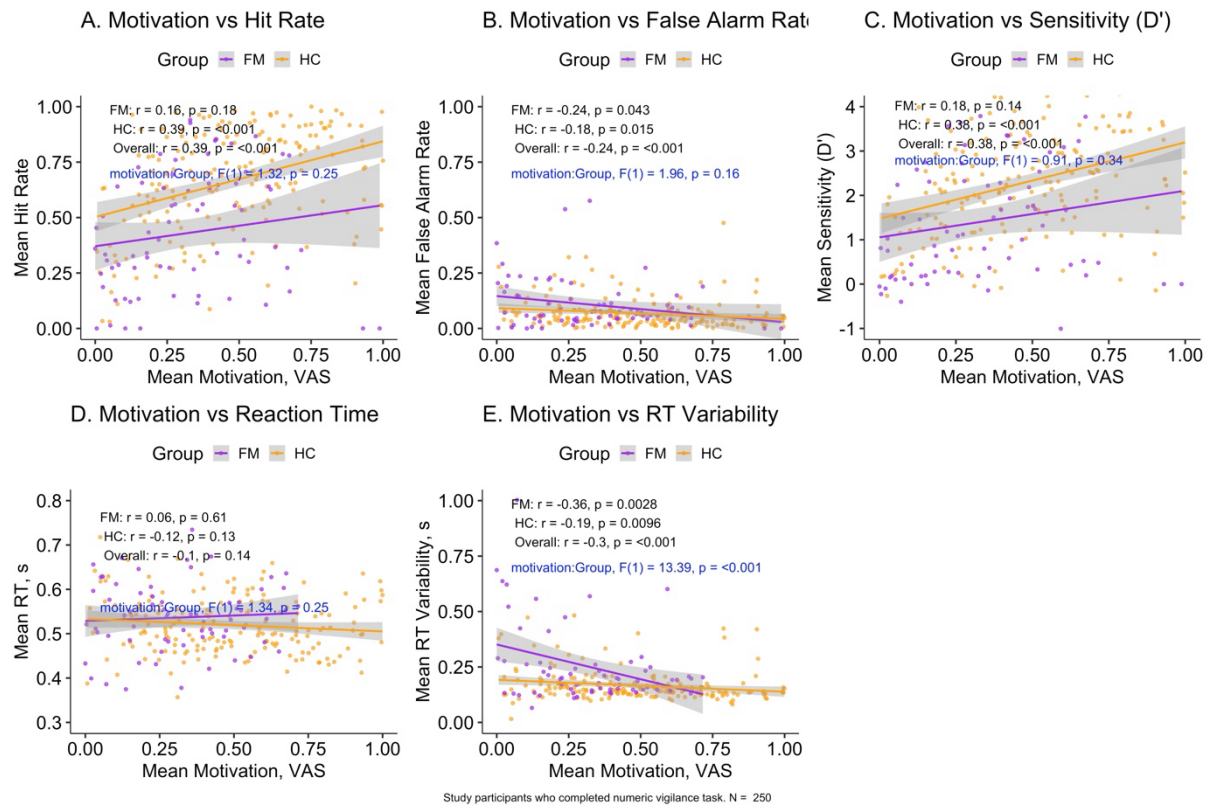 A. Motivation vs Hit Rate
Group FM HC
FM: r = 0.16, p = 0.18
HC: r = 0.39, p = <0.001
Overall: r = 0.39, p = <0.001
motivation:Group, F(1) = 1.32, p = 0.25
1.00
0.75
0.50
0.25
0.00
Mean Hit Rate
0.00 0.25 0.50 0.75 1.00
Mean Motivation, VAS
B. Motivation vs False Alarm Rat
Group FM HC
FM: r = -0.24, p = 0.043
HC: r = -0.18, p = 0.015
Overall: r = -0.24, p = <0.001
motivation:Group, F(1) = 1.96, p = 0.16
1.00
0.75
0.50
0.25
0.00
Mean False Alarm Rate
0.00 0.25 0.50 0.75 1.00
Mean Motivation, VAS
C. Motivation vs Sensitivity (D')
Group FM HC
FM: r = 0.18, p = 0.14
HC: r = 0.38, p = <0.001
Overall: r = 0.38, p = <0.001
motivation:Group, F(1) = 0.91, p = 0.34
4
3
2
1
0
-1
Mean Sensitivity (D')
0.00 0.25 0.50 0.75 1.00
Mean Motivation, VAS
D. Motivation vs Reaction Time
Group FM HC
FM: r = 0.06, p = 0.61
HC: r = -0.12, p = 0.13
Overall: r = -0.1, p = 0.14
motivation:Group, F(1) = 1.34, p = 0.25
0.8
0.7
0.6
0.5
0.4
0.3
Mean RT, s
0.00 0.25 0.50 0.75 1.00
Mean Motivation, VAS
E. Motivation vs RT Variability
Group FM HC
FM: r = -0.36, p = 0.0028
HC: r = -0.19, p = 0.0096
Overall: r = -0.3, p = <0.001
motivation:Group, F(1) = 13.39, p = <0.001
1.00
0.75
0.50
0.25
0.00
Mean RT Variability, s
0.00 0.25 0.50 0.75 1.00
Mean Motivation, VAS
Study participants who completed numeric vigilance task. N = 250